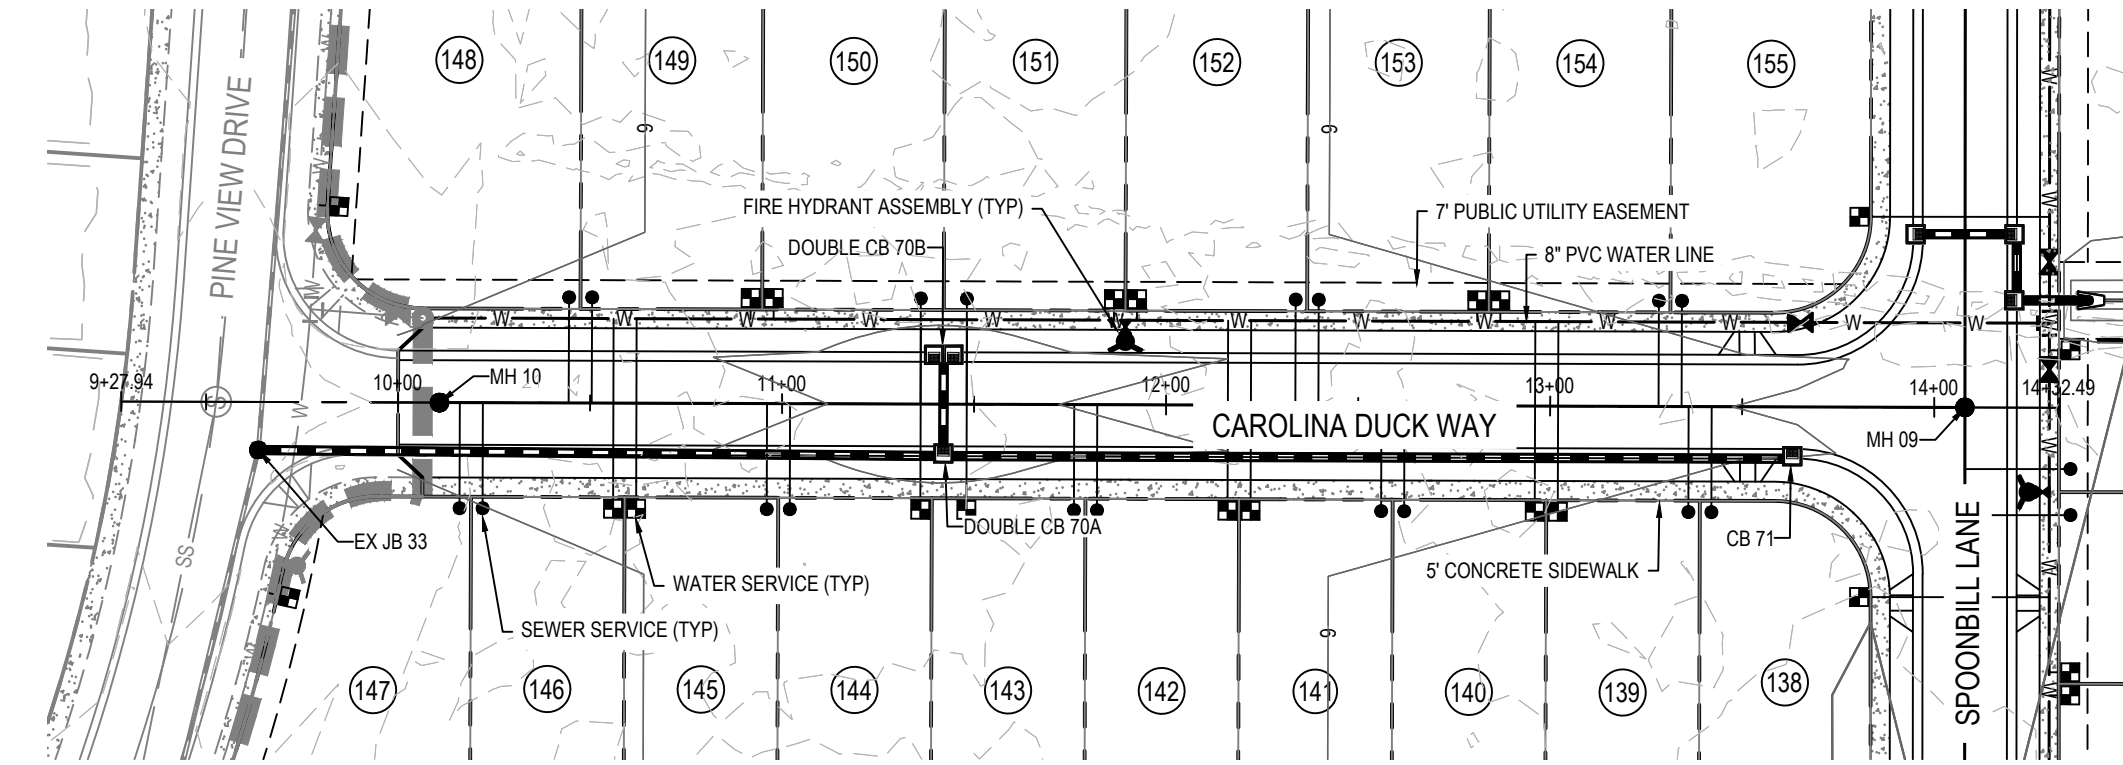 148
149
150
151
152
153
154
155
PINE VIEW DRIVE
9
9
FIRE HYDRANT ASSEMBLY (TYP)
7' PUBLIC UTILITY EASEMENT
DOUBLE CB 70B
8" PVC WATER LINE
W W W W W W W W W W W W W
9+27.94
10+00
MH 10
11+00
12+00
13+00
14+00
14+32.49
S
CAROLINA DUCK WAY
MH 09
EX JB 33
DOUBLE CB 70A
CB 71
SS
WATER SERVICE (TYP)
5' CONCRETE SIDEWALK
SEWER SERVICE (TYP)
9
SPOONBILL LANE
147
146
145
144
143
142
141
140
139
138